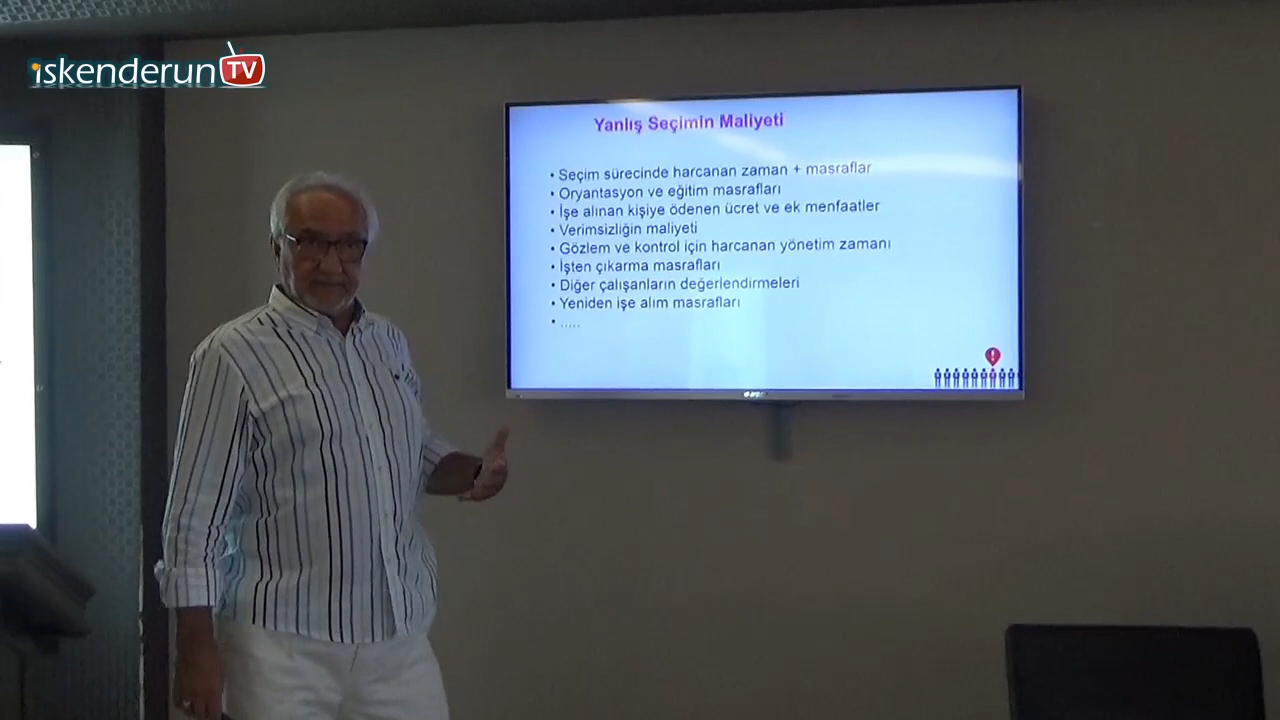 iskenderun TV
Yanlış Seçimin Maliyeti
• Seçim sürecinde harcanan zaman + masraflar
• Oryantasyon ve eğitim masrafları
• İşe alınan kişiye ödenen ücret ve ek menfaatler
• Verimsizliğin maliyeti
• Gözlem ve kontrol için harcanan yönetim zamanı
• İşten çıkarma masrafları
• Diğer çalışanların değerlendirmeleri
• Yeniden işe alım masrafları
• .....